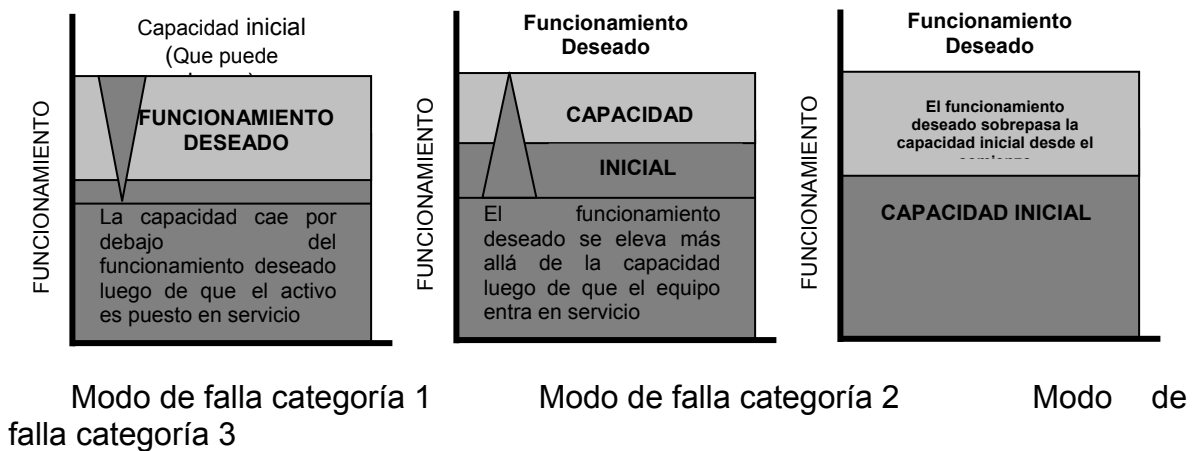 Capacidad inicial
(Que puede
FUNCIONAMIENTO
FUNCIONAMIENTO
DESEADO
La capacidad cae por
debajo del
funcionamiento deseado
luego de que el activo
es puesto en servicio
Funcionamiento
Deseado
FUNCIONAMIENTO
CAPACIDAD
INICIAL
El funcionamiento
deseado se eleva más
allá de la capacidad
luego de que el equipo
entra en servicio
Funcionamiento
Deseado
FUNCIONAMIENTO
El funcionamiento
deseado sobrepasa la
capacidad inicial desde el
CAPACIDAD INICIAL
Modo de falla categoría 1 Modo de falla categoría 2 Modo de
falla categoría 3